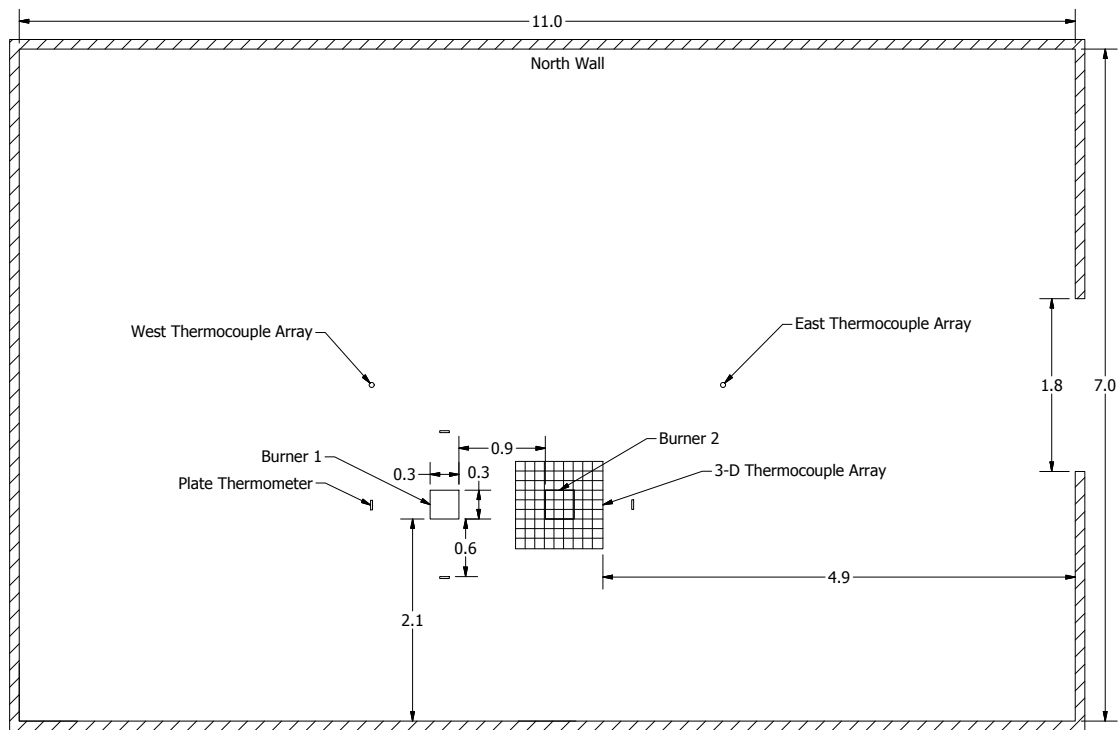 11.0
North Wall
East Thermocouple Array
West Thermocouple Array
1.8
7.0
Burner 2
0.9
Burner 1
0.3
0.3
3-D Thermocouple Array
Plate Thermometer
0.6
4.9
2.1